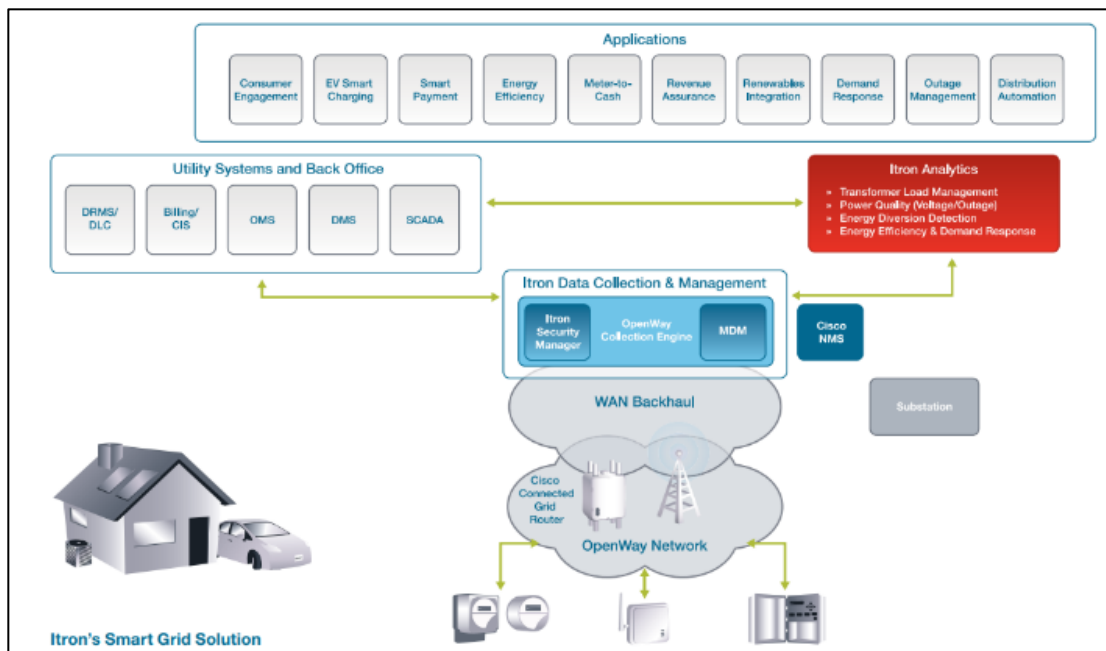 Applications
Consumer
Engagement
EV Smart
Charging
Smart
Payment
Energy
Efficiency
Meter-to-
Cash
Revenue
Assurance
Renewables
Integration
Demand
Response
Outage
Management
Distribution
Automation
Utility Systems and Back Office
DRMS/
DLC
Billing/
CIS
OMS
DMS
SCADA
Itron Analytics
» Transformer Load Management
» Power Quality (Voltage/Outage)
» Energy Diversion Detection
» Energy Efficiency & Demand Response
Itron Data Collection & Management
Itron
Security
Manager
OpenWay
Collection Engine
MDM
Cisco
NMS
WAN Backhaul
Substation
Cisco
Connected
Grid
Router
OpenWay Network
Itron's Smart Grid Solution